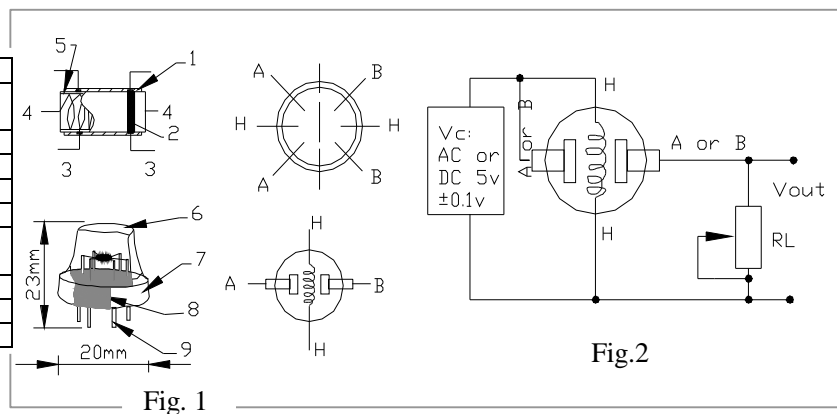 5
1
4
4
2
3
3
A
B
H
H
A
B
6
7
8
9
23mm
20mm
H
A
B
H
Fig. 1
H
Vc:
AC or
DC 5v
±0.1v
A or B
A or B
Vout
RL
H
Fig.2